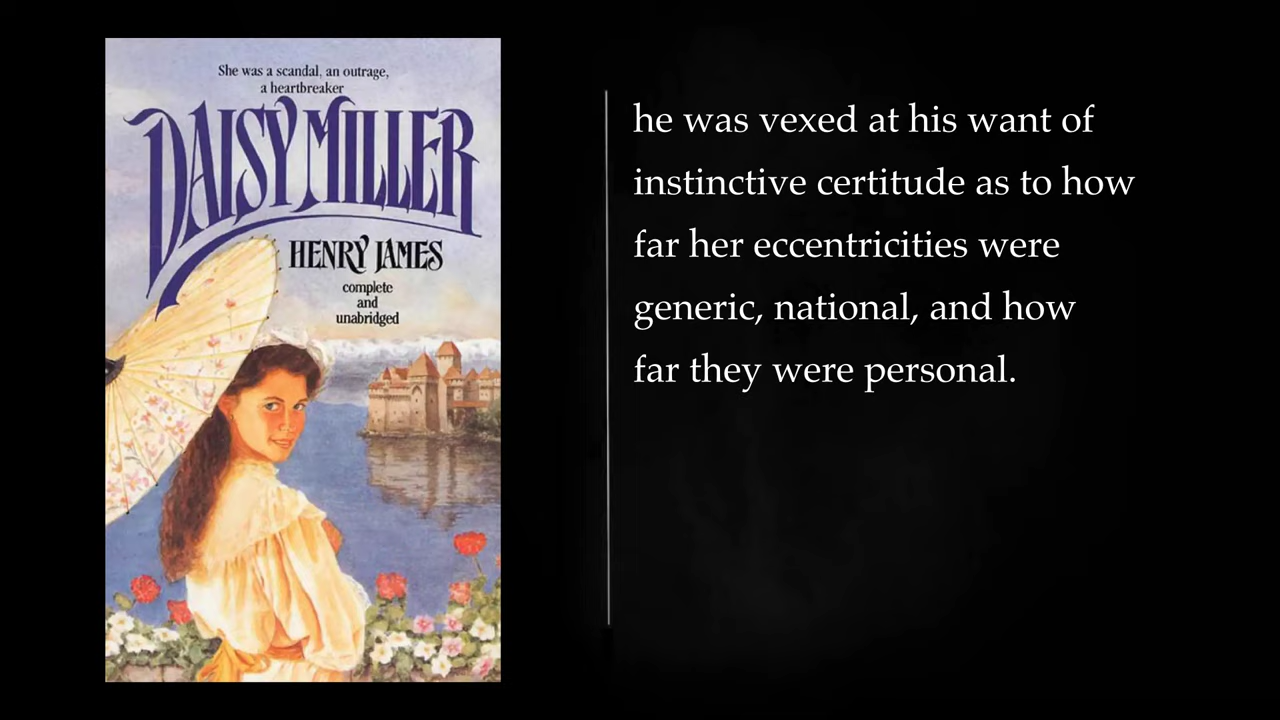 She was a scandal, an outrage,
a heartbreaker
DAISY MILLER
HENRY JAMES
complete
and
unabridged
he was vexed at his want of
instinctive certitude as to how
far her eccentricities were
generic, national, and how
far they were personal.